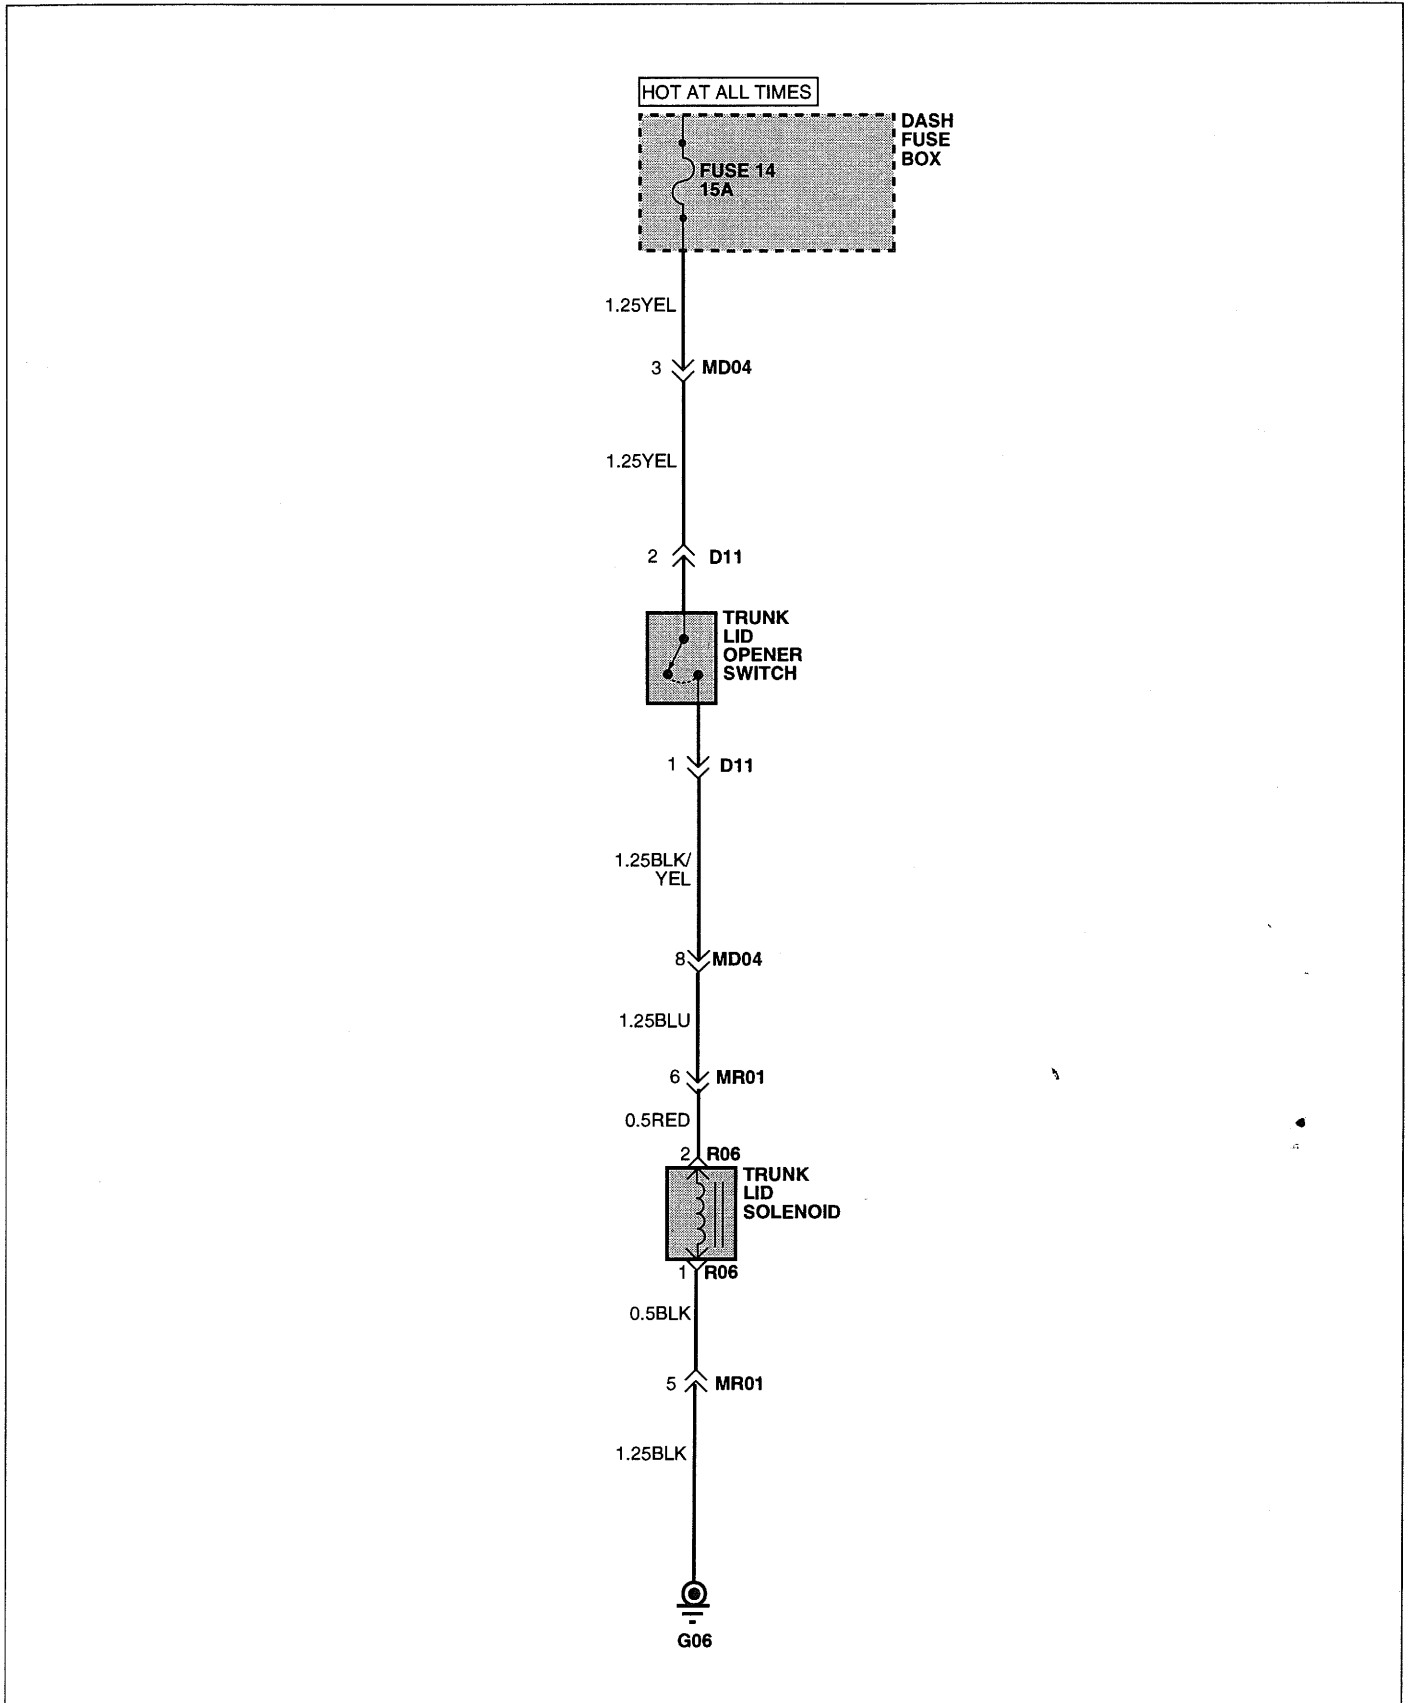 HOT AT ALL TIMES
DASH
FUSE
BOX
FUSE 14
15A
1.25YEL
3 MD04
1.25YEL
2 D11
TRUNK
LID
OPENER
SWITCH
1 D11
1.25BLK/
YEL
8 MD04
1.25BLU
6 MR01
0.5RED
2 R06
TRUNK
LID
SOLENOID
1 R06
0.5BLK
5 MR01
1.25BLK
G06